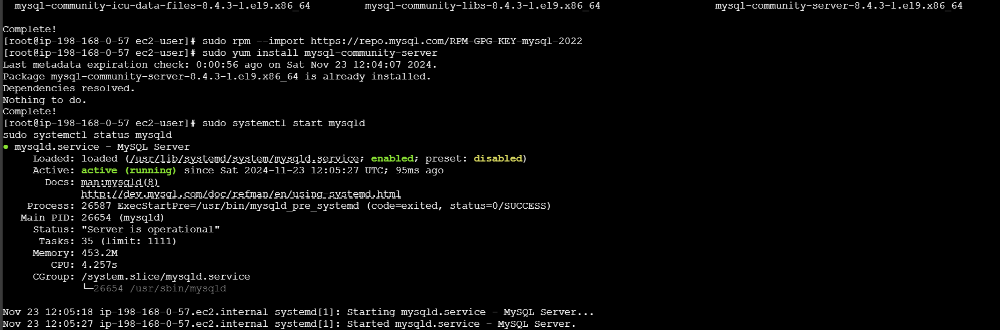 mysql-community-icu-data-files-8.4.3-1.el9.x86_64 mysql-community-libs-8.4.3-1.el9.x86_64 mysql-community-server-8.4.3-1.el9.x86_64
Complete!
[root@ip-198-168-0-57 ec2-user]# sudo rpm --import https://repo.mysql.com/RPM-GPG-KEY-mysql-2022
[root@ip-198-168-0-57 ec2-user]# sudo yum install mysql-community-server
Last metadata expiration check: 0:00:56 ago on Sat Nov 23 12:04:07 2024.
Package mysql-community-server-8.4.3-1.el9.x86_64 is already installed.
Dependencies resolved.
Nothing to do.
Complete!
[root@ip-198-168-0-57 ec2-user]# sudo systemctl start mysqld
sudo systemctl status mysqld
● mysqld.service - MySQL Server
Loaded: loaded (/usr/lib/systemd/system/mysqld.service; enabled; preset: disabled)
Active: active (running) since Sat 2024-11-23 12:05:27 UTC; 95ms ago
Docs: man:mysqld(8)
http://dev.mysql.com/doc/refman/en/using-systemd.html
Process: 26587 ExecStartPre=/usr/bin/mysqld_pre_systemd (code=exited, status=0/SUCCESS)
Main PID: 26654 (mysqld)
Status: "Server is operational"
Tasks: 35 (limit: 1111)
Memory: 453.2M
CPU: 4.257s
CGroup: /system.slice/mysqld.service
└─26654 /usr/sbin/mysqld
Nov 23 12:05:18 ip-198-168-0-57.ec2.internal systemd[1]: Starting mysqld.service - MySQL Server...
Nov 23 12:05:27 ip-198-168-0-57.ec2.internal systemd[1]: Started mysqld.service - MySQL Server.